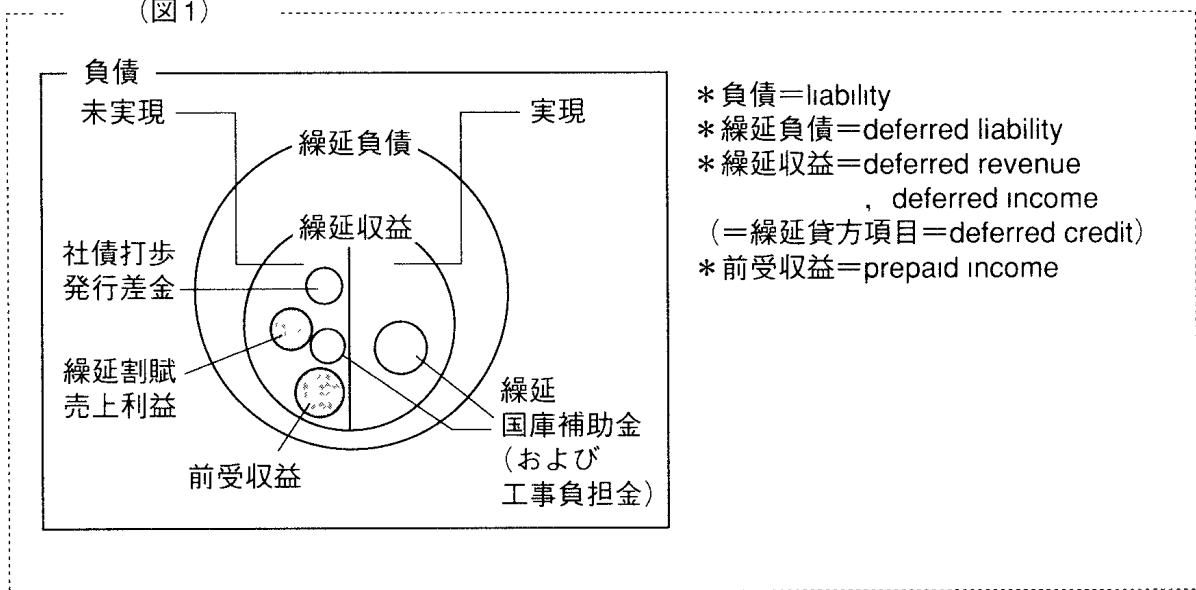 （図1）
負債
未実現
実現
繰延負債
繰延収益
社債打歩
発行差金
繰延割賦
売上利益
前受収益
繰延
国庫補助金
（および
工事負担金）
＊負債＝liability
＊繰延負債＝deferred liability
＊繰延収益＝deferred revenue
，deferred income
（＝繰延貸方項目＝deferred credit）
＊前受収益＝prepaid income